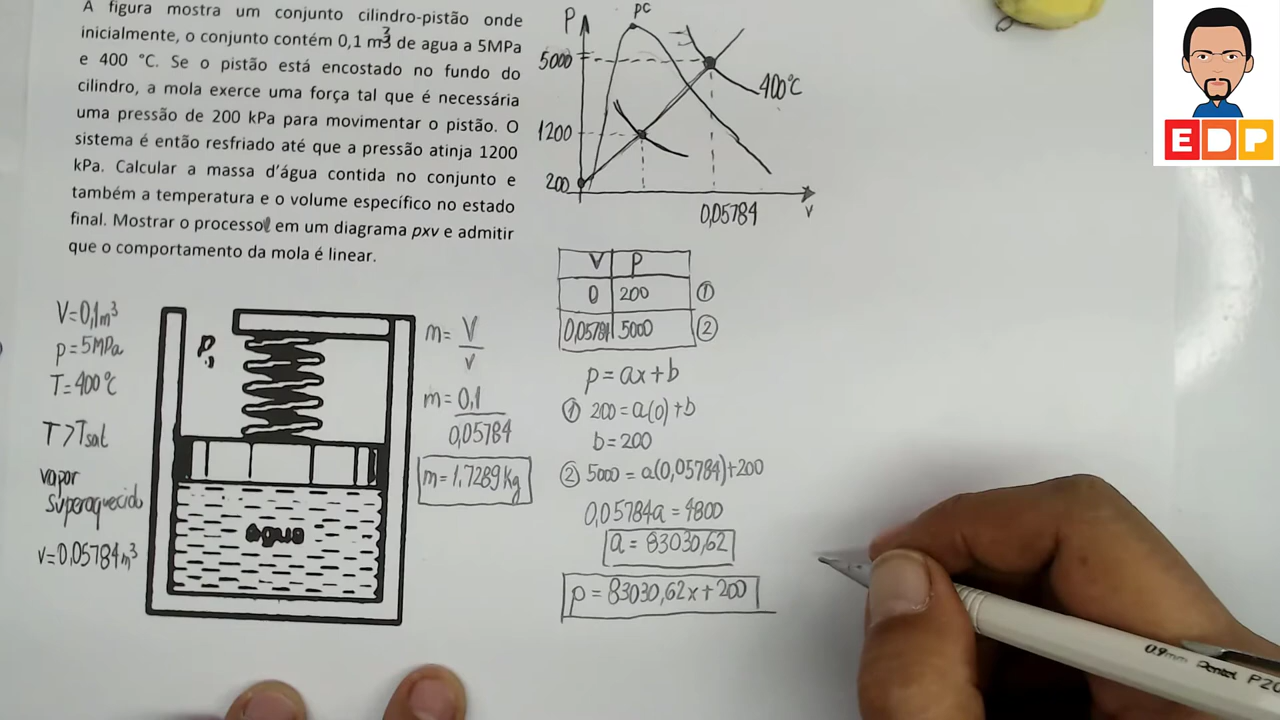 A figura mostra um conjunto cilindro-pistão onde
inicialmente, o conjunto contém 0,1 m³ de agua a 5MPa
e 400 °C. Se o pistão está encostado no fundo do
cilindro, a mola exerce uma força tal que é necessária
uma pressão de 200 kPa para movimentar o pistão. O
sistema é então resfriado até que a pressão atinja 1200
kPa. Calcular a massa d'água contida no conjunto e
também a temperatura e o volume específico no estado
final. Mostrar o processo em um diagrama pxv e admitir
que o comportamento da mola é linear.
P
pc
5000
400°C
1200
200
0,05784
v
EDP
V=0,1m³
p=5MPa
T=400°C
T>Tsat
vapor
superaquecido
v=0,05784m³
P
água
m= V
v
m= 0,1
0,05784
m=1,7289Kg
V P
0 200 ①
0,05784 5000 ②
p=ax+b
① 200=a(0)+b
b=200
② 5000=a(0,05784)+200
0,05784a=4800
a=83030,62
p=83030,62x+200
0.9mm Pentel P20